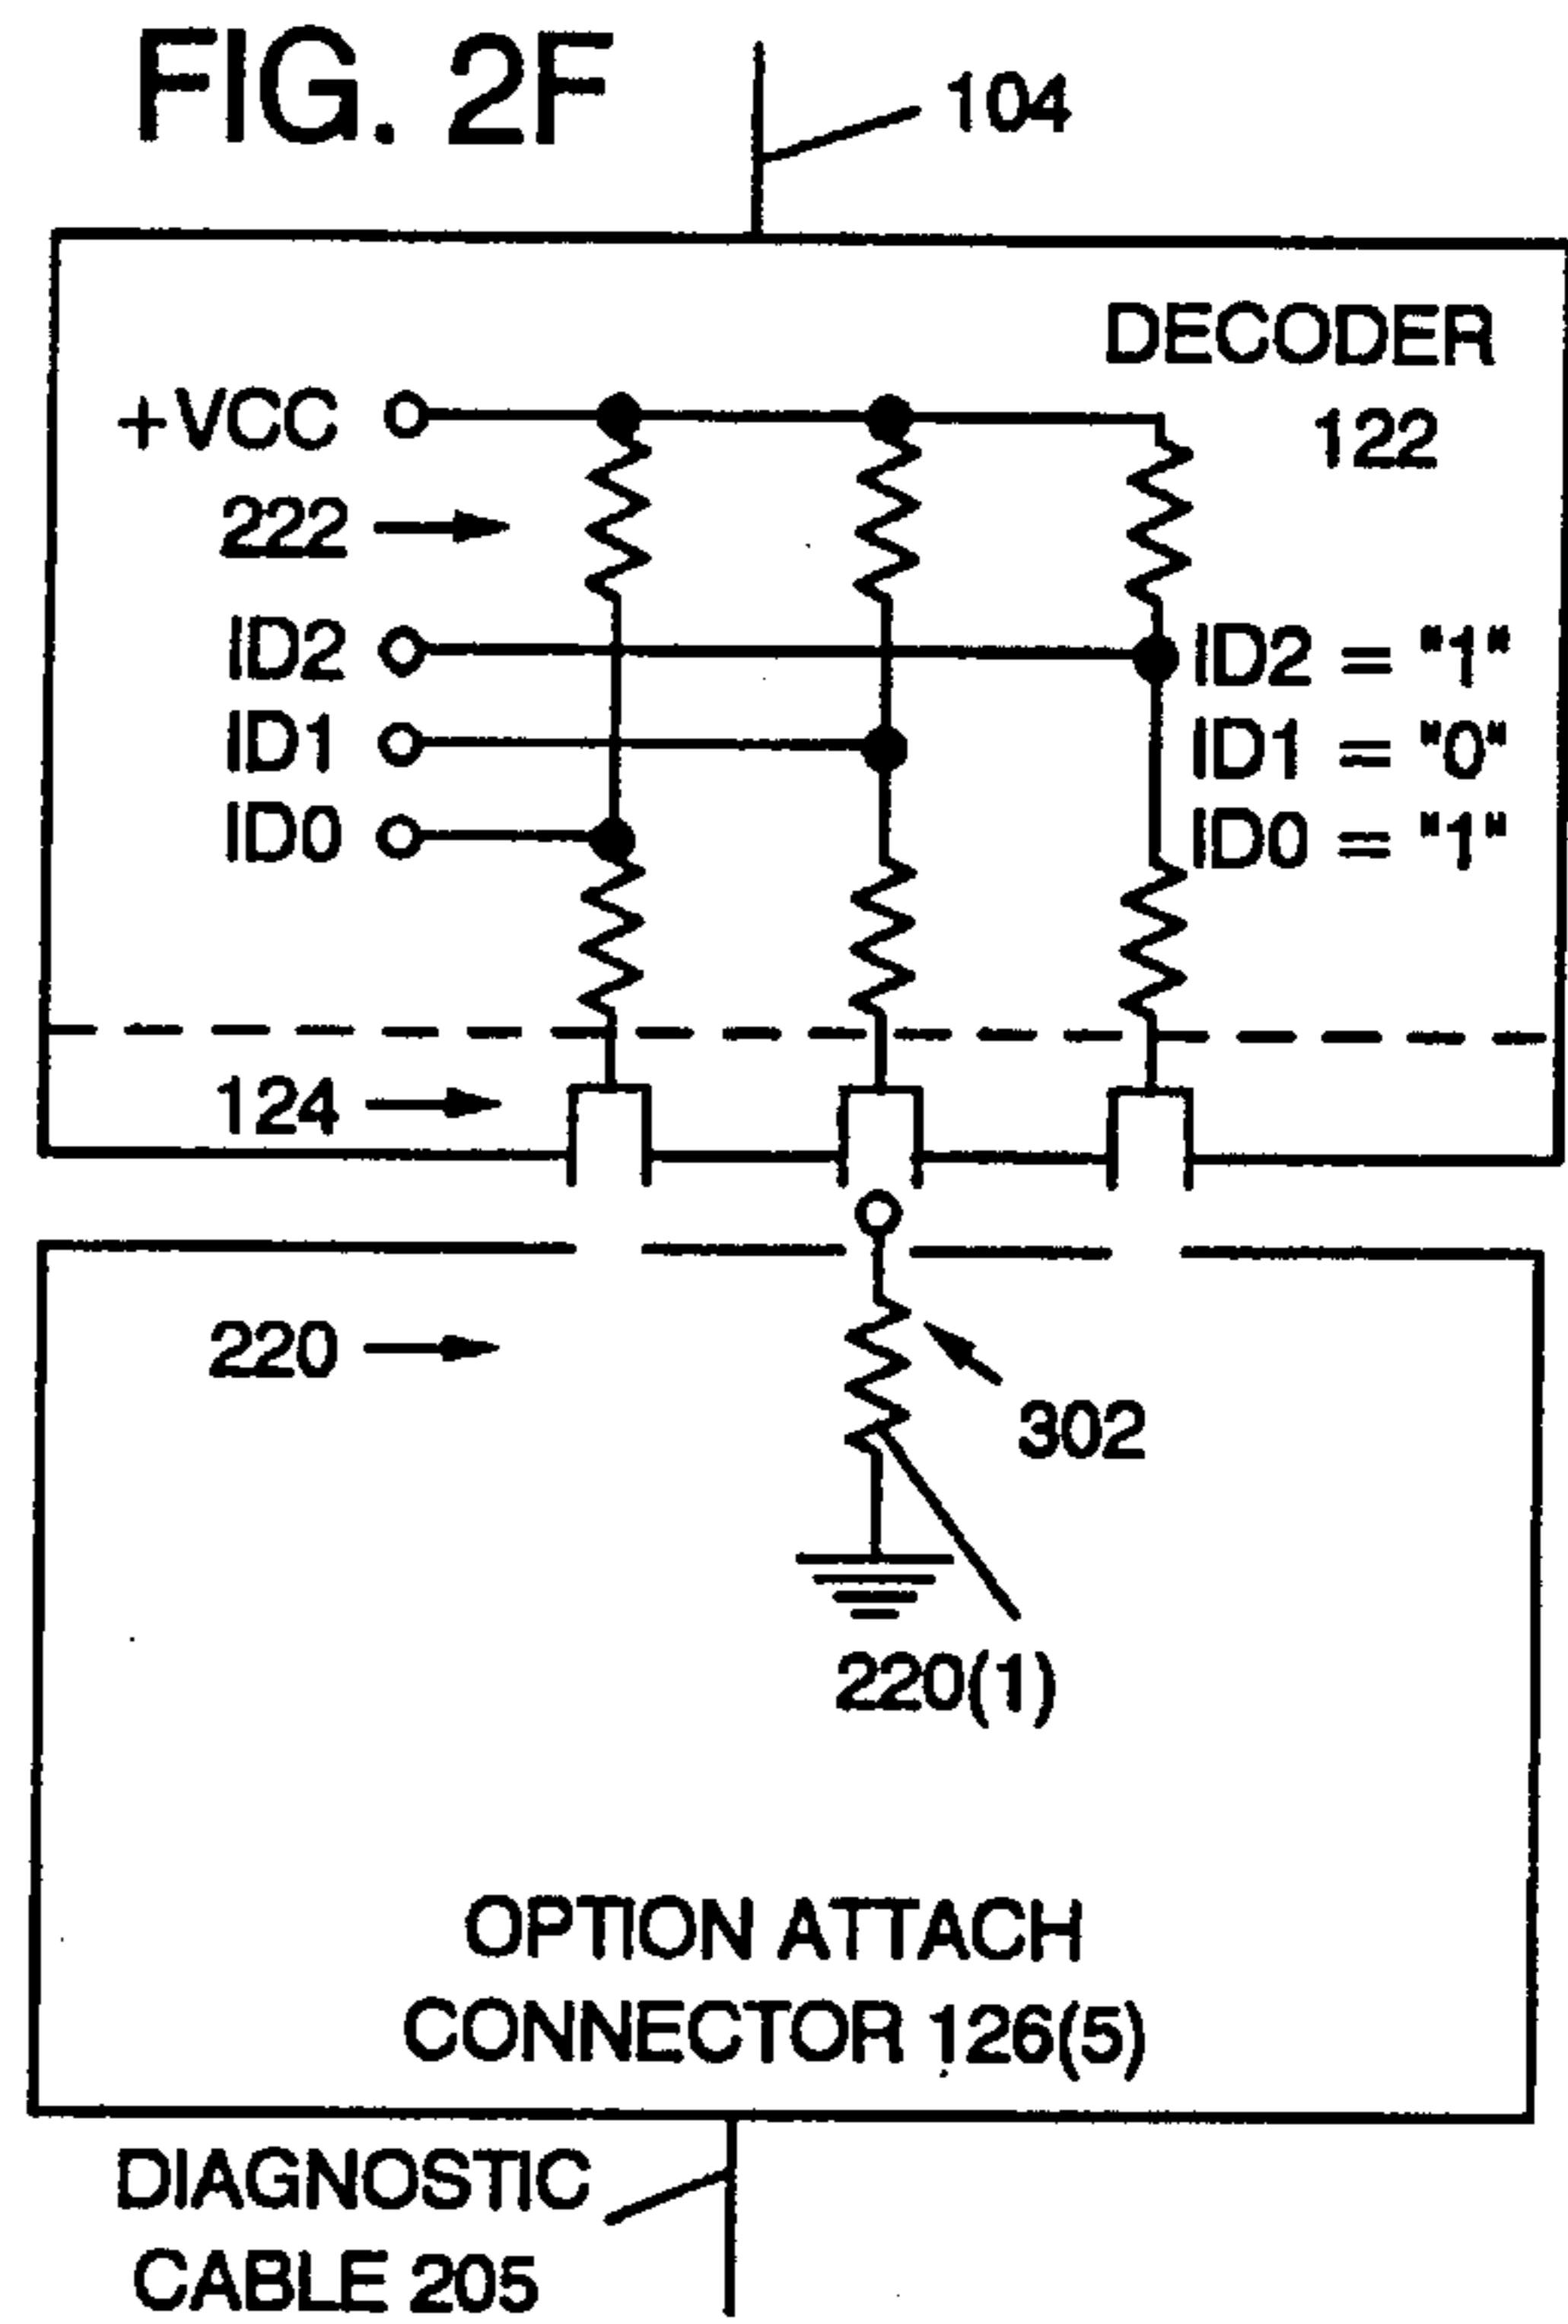 FIG. 2F
104
DECODER
122
+VCC
222
ID2
ID2 = "1"
ID1
ID1 = "0"
ID0
ID0 = "1"
124
220
302
220(1)
OPTION ATTACH
CONNECTOR 126(5)
DIAGNOSTIC
CABLE 205